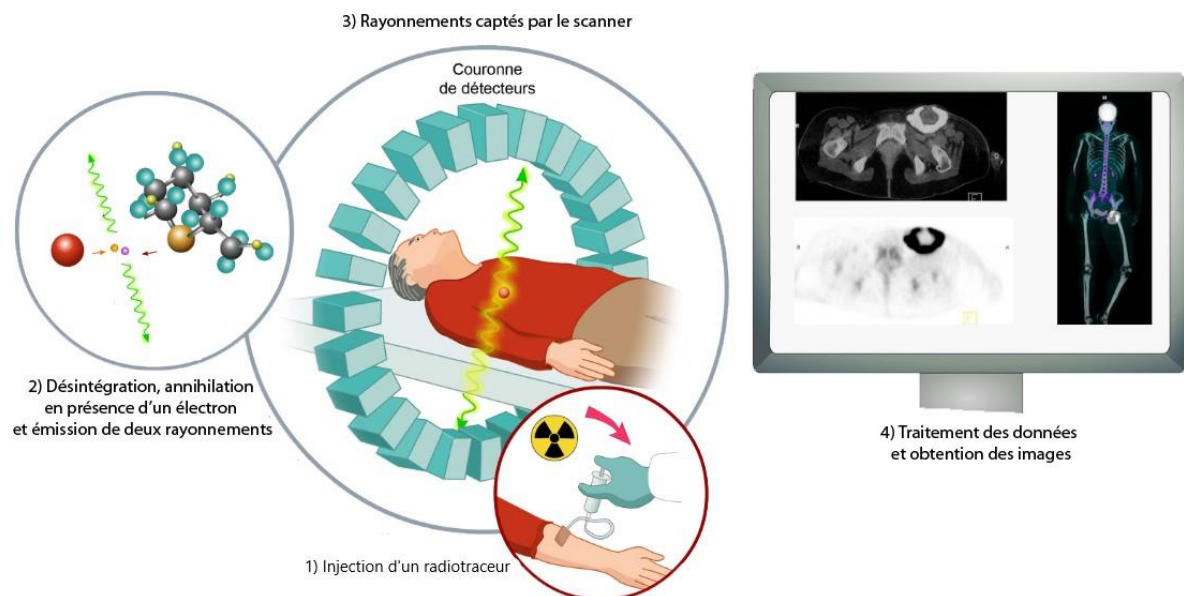 3) Rayonnements captés par le scanner
Couronne
de détecteurs
2) Désintégration, annihilation
en présence d'un électron
et émission de deux rayonnements
1) Injection d'un radiotraceur
4) Traitement des données
et obtention des images